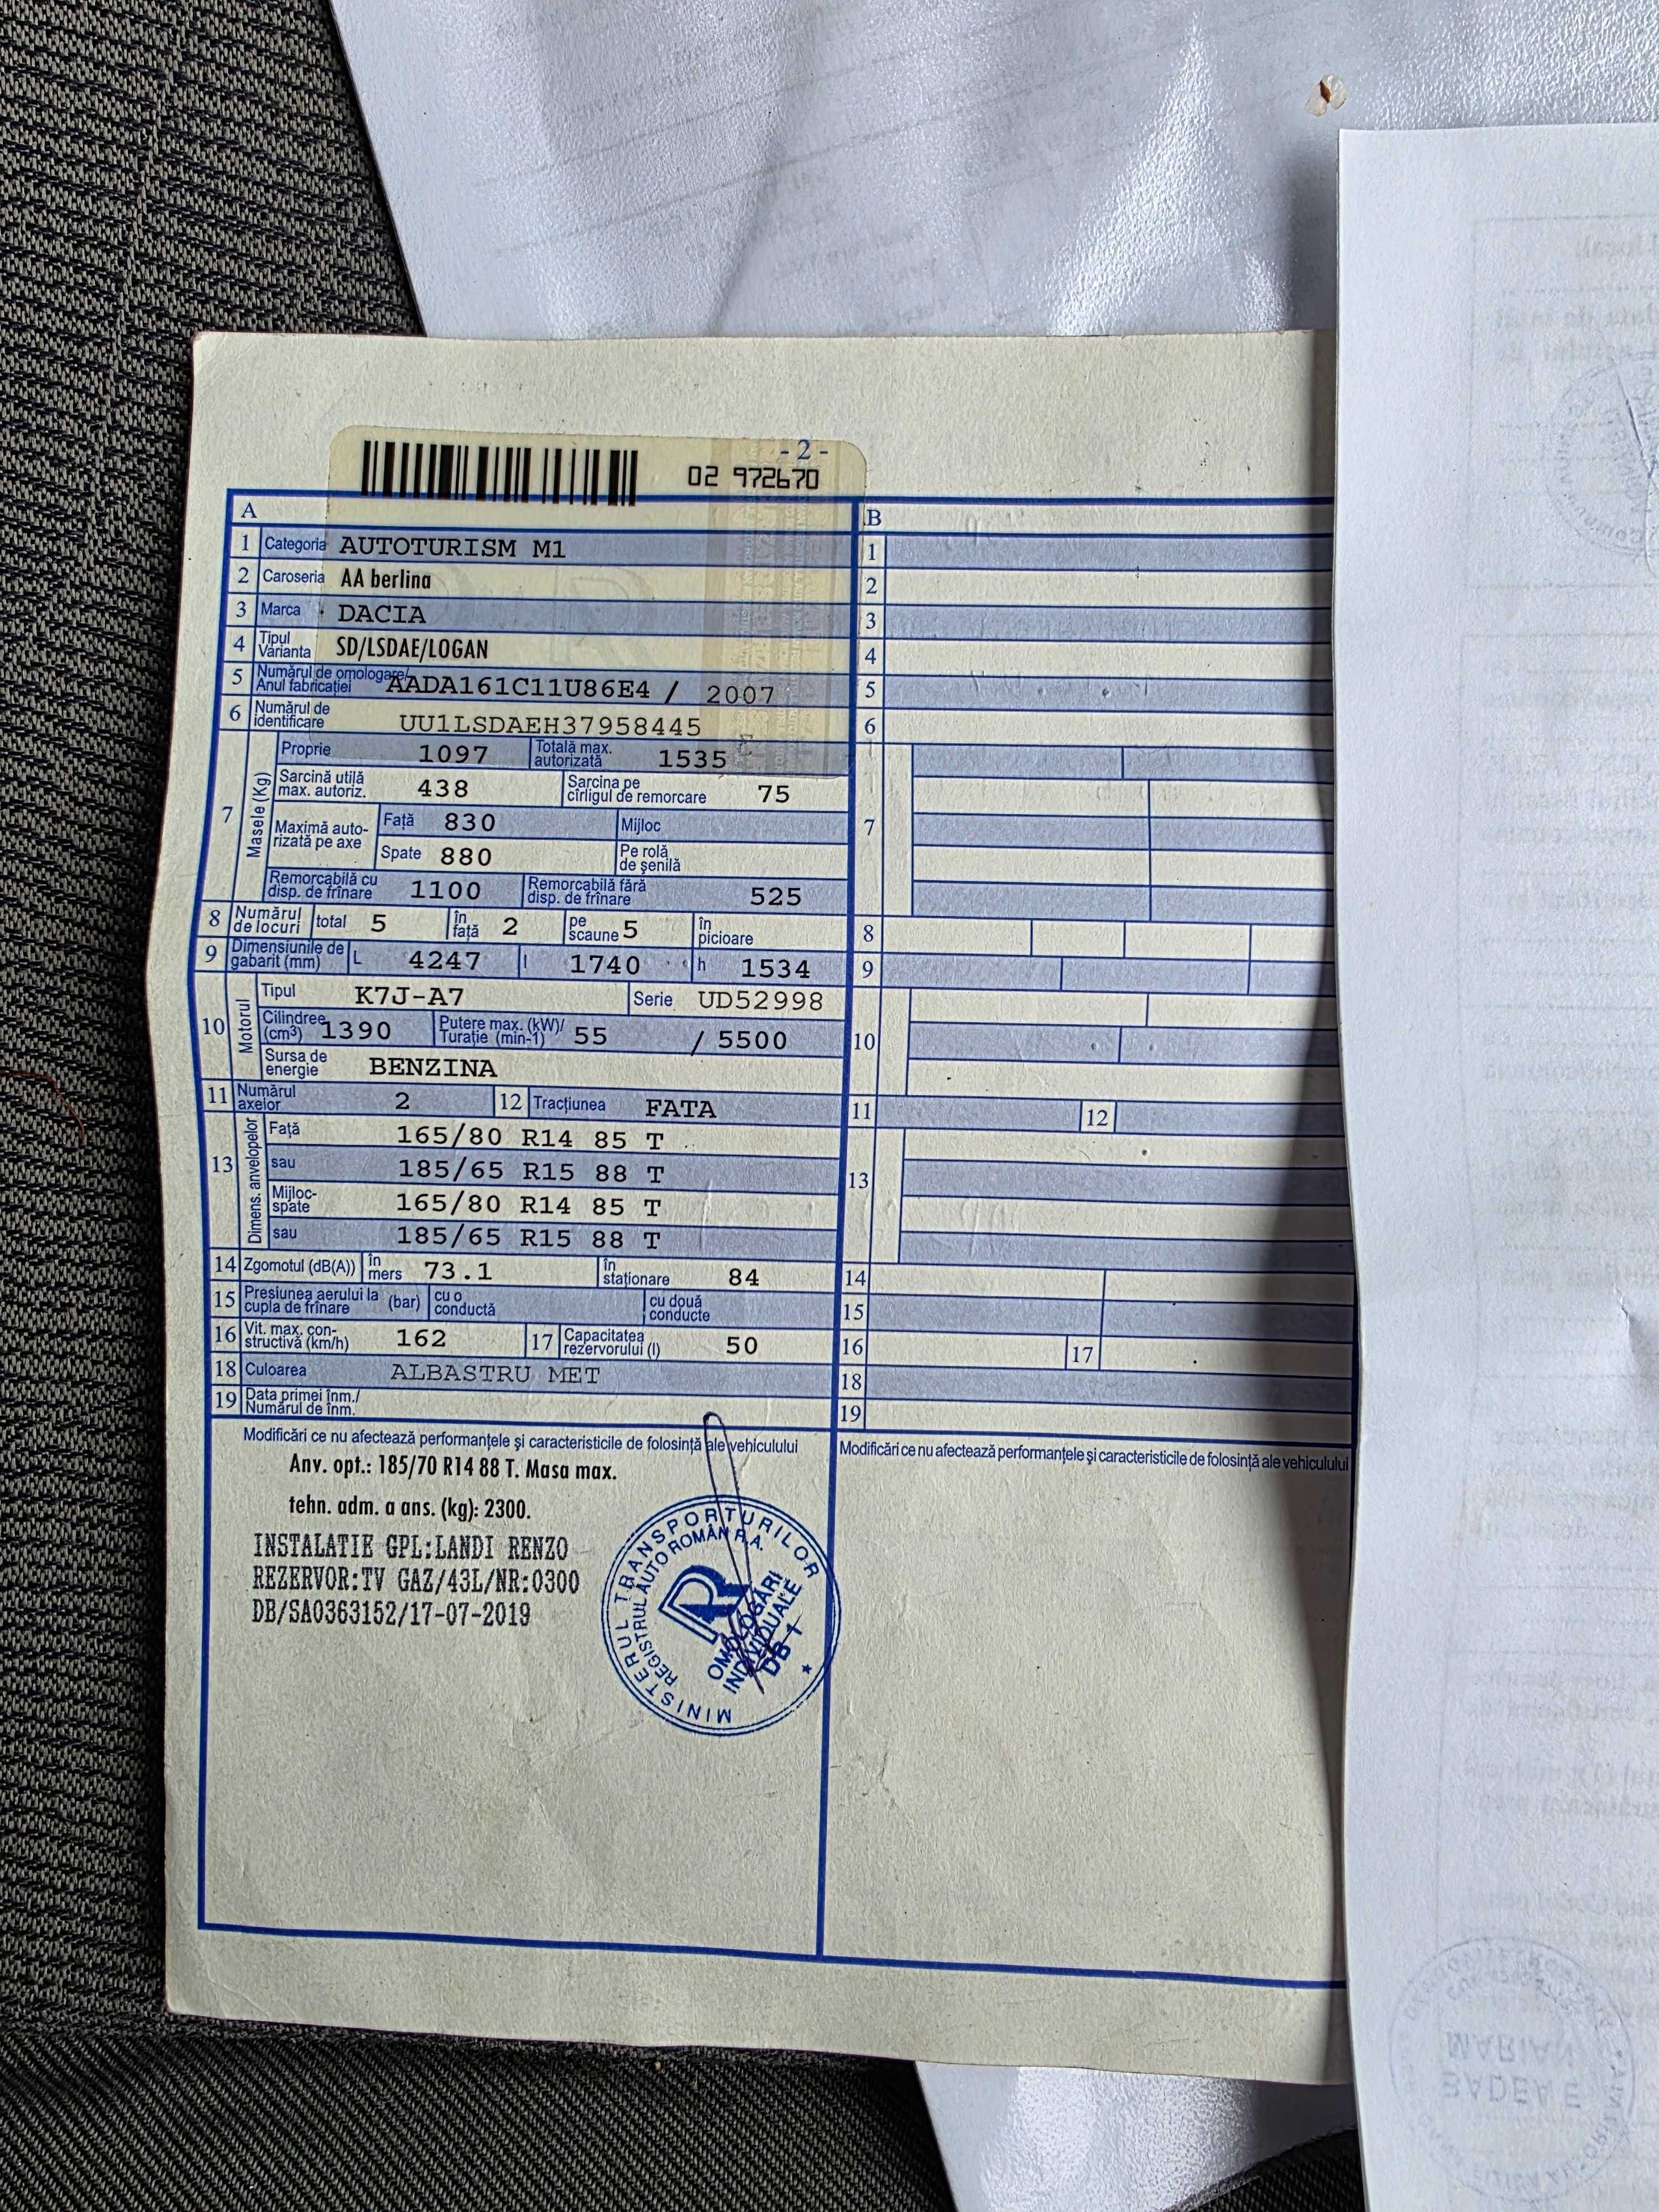 - 2 -
02 972670
A
B
1 Categoria AUTOTURISM M1 1
2 Caroseria AA berlina 2
3 Marca DACIA 3
4 Tipul Varianta SD/LSDAE/LOGAN 4
5 Numărul de omologare/ Anul fabricației AADA161C11U86E4 / 2007 5
6 Numărul de identificare UU1LSDAEH37958445 6
7 Masele (Kg) 7
Proprie 1097 Totală max. autorizată 1535
Sarcină utilă max. autoriz. 438 Sarcina pe cîrligul de remorcare 75
Maximă auto- rizată pe axe Față 830 Mijloc
Spate 880 Pe rolă de șenilă
Remorcabilă cu disp. de frînare 1100 Remorcabilă fără disp. de frînare 525
8 Numărul de locuri total 5 în față 2 pe scaune 5 în picioare 8
9 Dimensiunile de gabarit (mm) L 4247 l 1740 h 1534 9
10 Motorul Tipul K7J-A7 Serie UD52998
Cilindree (cm³) 1390 Putere max. (kW)/ Turație (min-1) 55 / 5500 10
Sursa de energie BENZINA
11 Numărul axelor 2 12 Tracțiunea FATA 11 12
13 Dimens. anvelopelor 13
Față 165/80 R14 85 T
sau 185/65 R15 88 T
Mijloc- spate 165/80 R14 85 T
sau 185/65 R15 88 T
14 Zgomotul (dB(A)) în mers 73.1 în staționare 84 14
15 Presiunea aerului la cupla de frînare (bar) cu o conductă cu două conducte 15
16 Vit. max. con- structivă (km/h) 162 17 Capacitatea rezervorului (l) 50 16 17
18 Culoarea ALBASTRU MET 18
19 Data primei înm./ Numărul de înm. 19
Modificări ce nu afectează performanțele și caracteristicile de folosință ale vehiculului
Modificări ce nu afectează performanțele și caracteristicile de folosință ale vehiculului
Anv. opt.: 185/70 R14 88 T. Masa max.
tehn. adm. a ans. (kg): 2300.
INSTALATIE GPL:LANDI RENZO
REZERVOR:TV GAZ/43L/NR:0300
DB/SA0363152/17-07-2019
MINISTERUL TRANSPORTURILOR
REGISTRUL AUTO ROMÂN R.A.
R
OMOLOGĂRI
INDIVIDUALE
DB-1
MARIAN
BADEA E